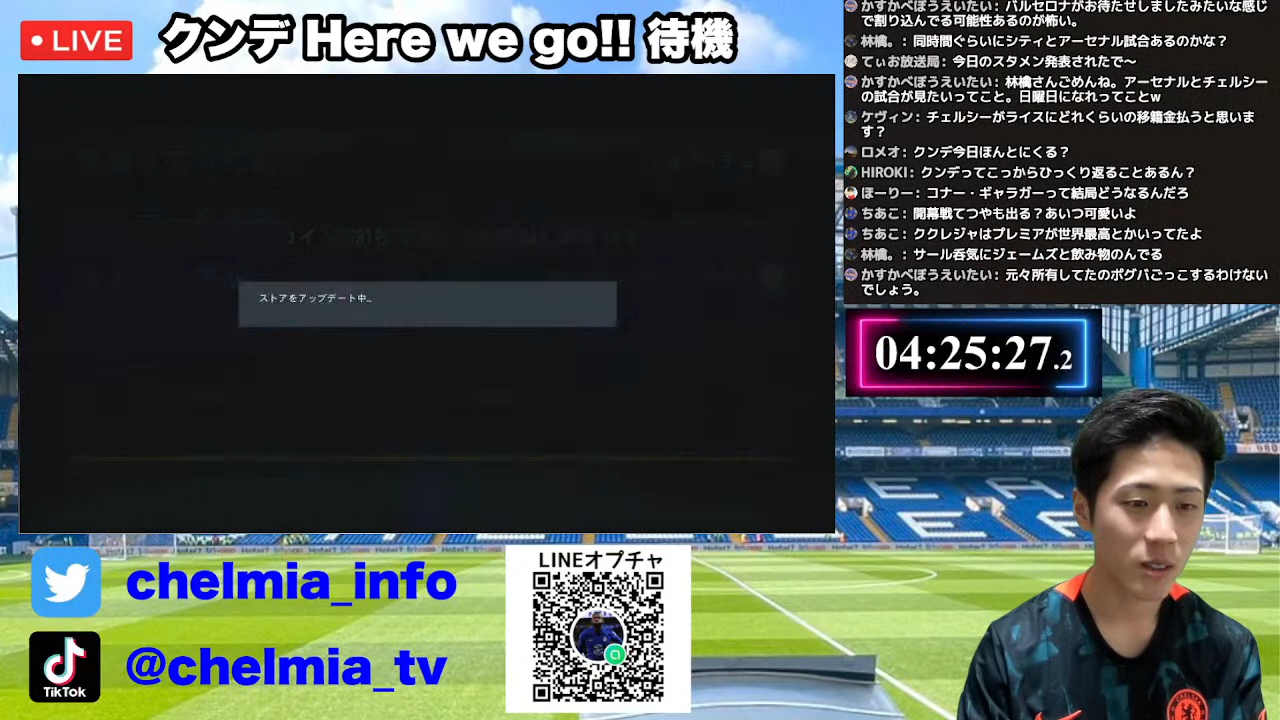 LIVE
クンデ Here we go!! 待機
かすかべぼうえいたい: バルセロナがお待たせしましたみたいな感じ
で割り込んでる可能性あるのが怖い。
林檎。: 同時間ぐらいにシティとアーセナル試合あるのかな？
てぃお放送局: 今日のスタメン発表されたで〜
かすかべぼうえいたい: 林檎さんごめんね。アーセナルとチェルシー
の試合が見たいってこと。日曜日になれってことw
ケヴィン: チェルシーがライスにどれくらいの移籍金払うと思いま
す？
ロメオ: クンデ今日ほんとにくる？
HIROKI: クンデってこっからひっくり返ることあるん？
ほーりー: コナー・ギャラガーって結局どうなるんだろ
ちあこ: 開幕戦てつやも出る？あいつ可愛いよ
ちあこ: ククレジャはプレミアが世界最高とかいってたよ
林檎。: サール呑気にジェームズと飲み物のんでる
かすかべぼうえいたい: 元々所有してたのポグバごっこするわけない
でしょう。
ストアをアップデート中...
04:25:27.2
chelmia_info
LINEオプチャ
TikTok
@chelmia_tv